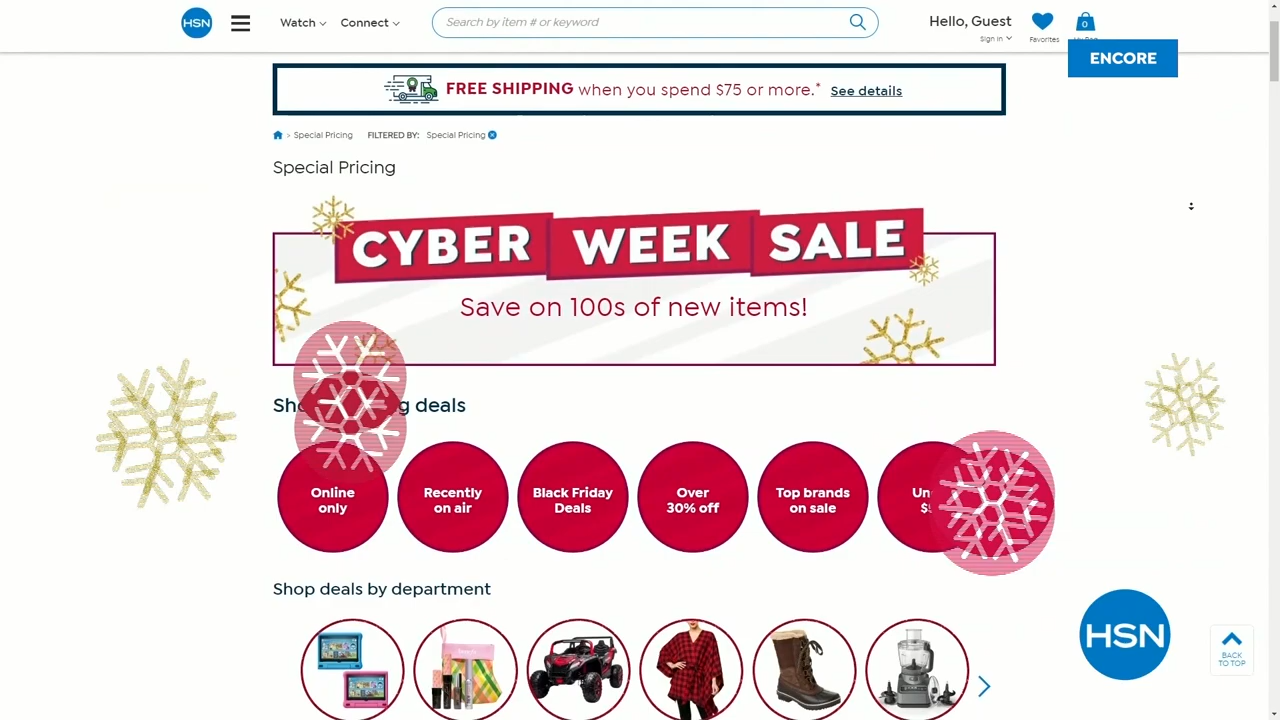 HSN
Watch
Connect
Search by item # or keyword
Hello, Guest
Sign in
Favorites
0
ENCORE
FREE SHIPPING when you spend $75 or more.* See details
> Special Pricing FILTERED BY: Special Pricing
Special Pricing
CYBER WEEK SALE
Save on 100s of new items!
deals
Online
only
Recently
on air
Black Friday
Deals
Over
30% off
Top brands
on sale
Shop deals by department
HSN
BACK
TO TOP